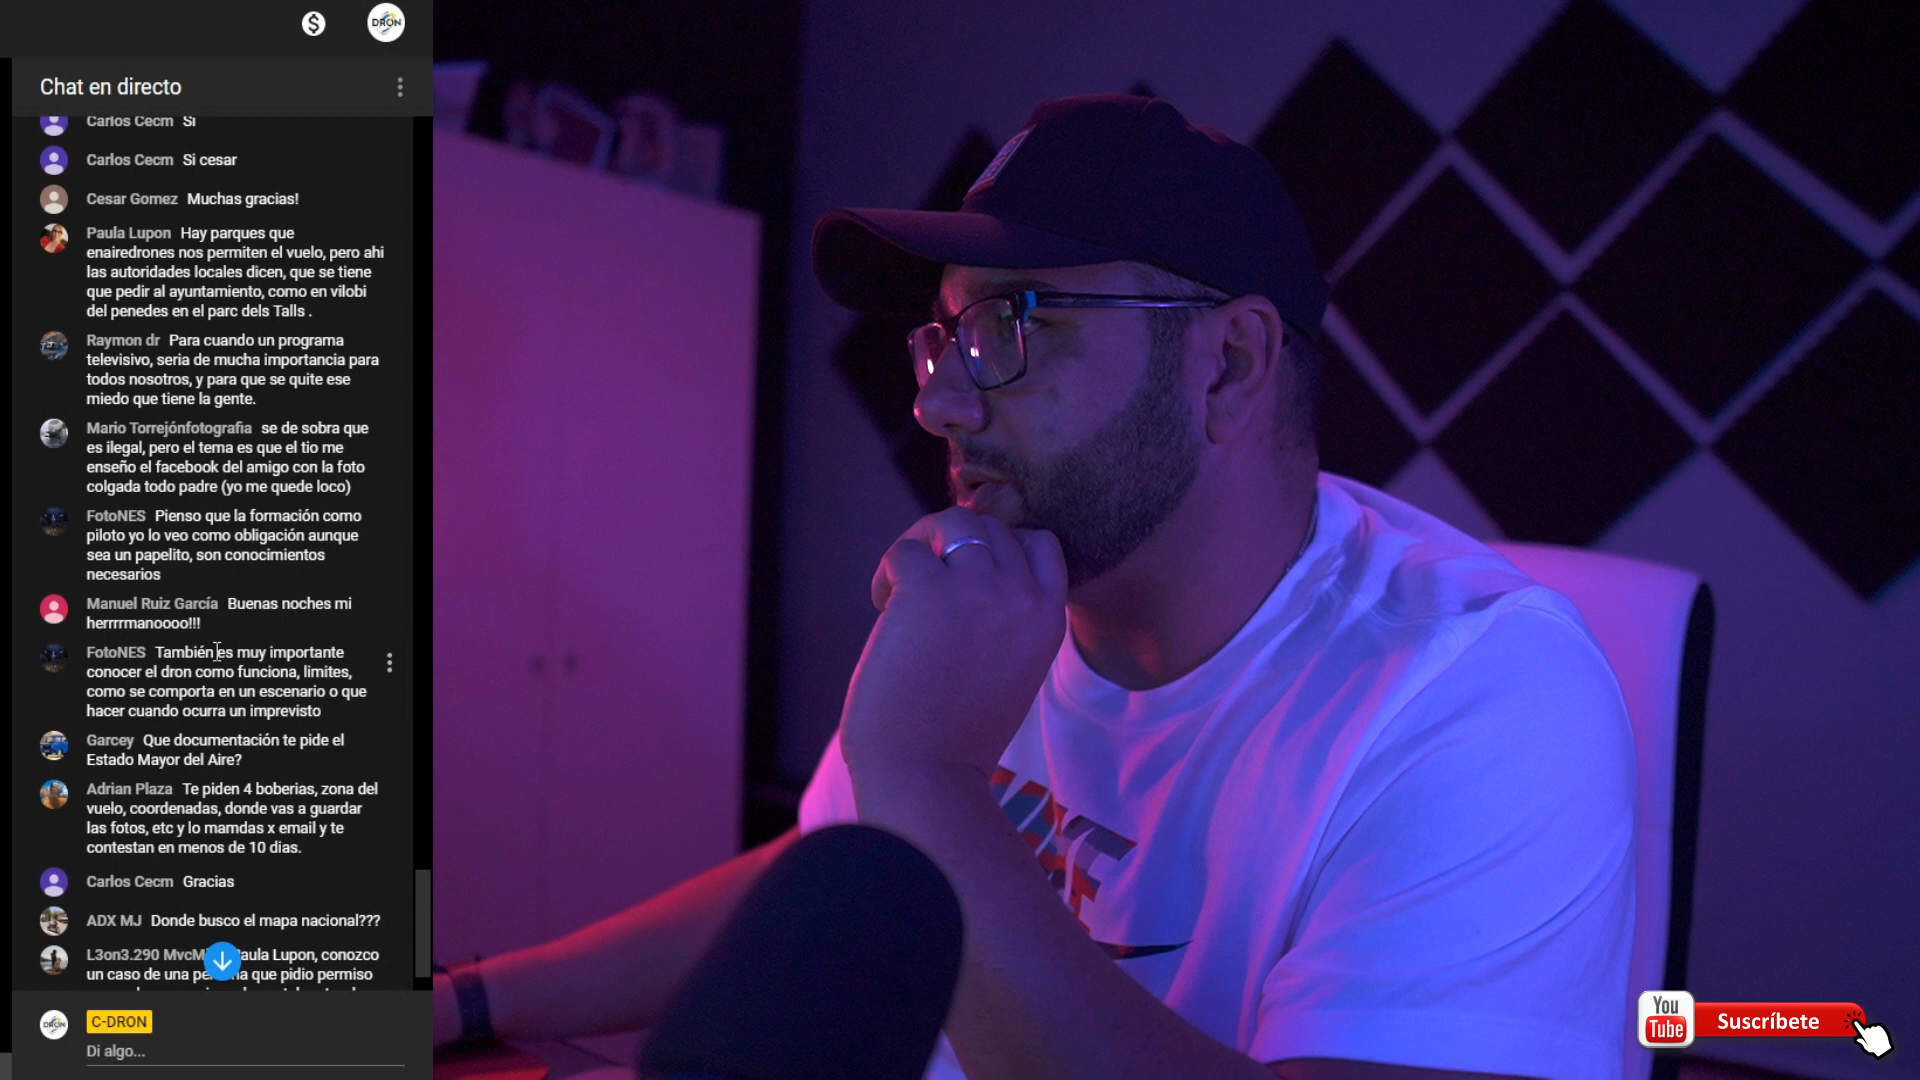 DRON
Chat en directo
Carlos Cecm Si
Carlos Cecm Si cesar
Cesar Gomez Muchas gracias!
Paula Lupon Hay parques que
enairedrones nos permiten el vuelo, pero ahi
las autoridades locales dicen, que se tiene
que pedir al ayuntamiento, como en vilobi
del penedes en el parc dels Talls .
Raymon dr Para cuando un programa
televisivo, seria de mucha importancia para
todos nosotros, y para que se quite ese
miedo que tiene la gente.
Mario Torrejónfotografia se de sobra que
es ilegal, pero el tema es que el tio me
enseño el facebook del amigo con la foto
colgada todo padre (yo me quede loco)
FotoNES Pienso que la formación como
piloto yo lo veo como obligación aunque
sea un papelito, son conocimientos
necesarios
Manuel Ruiz García Buenas noches mi
herrrrmanoooo!!!
FotoNES También es muy importante
conocer el dron como funciona, limites,
como se comporta en un escenario o que
hacer cuando ocurra un imprevisto
Garcey Que documentación te pide el
Estado Mayor del Aire?
Adrian Plaza Te piden 4 boberias, zona del
vuelo, coordenadas, donde vas a guardar
las fotos, etc y lo mamdas x email y te
contestan en menos de 10 dias.
Carlos Cecm Gracias
ADX MJ Donde busco el mapa nacional???
L3on3.290 Lupon, conozco
un caso de una que pidio permiso
DRON
C-DRON
Di algo...
You
Tube
Suscríbete